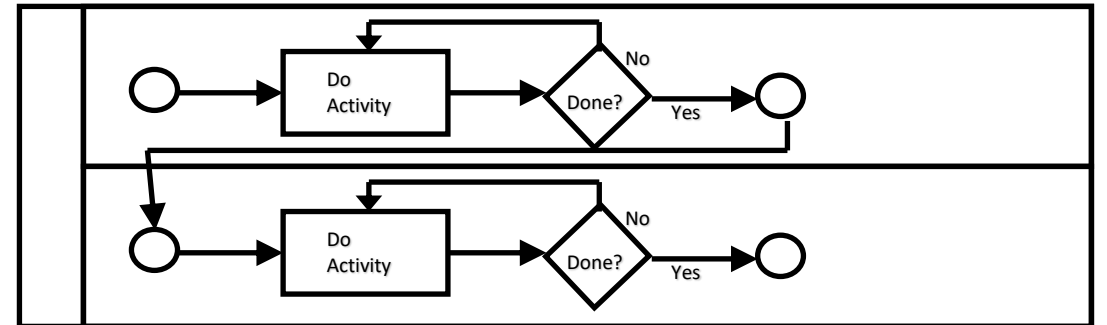 Do
Activity
Done?
No
Yes
Do
Activity
Done?
No
Yes